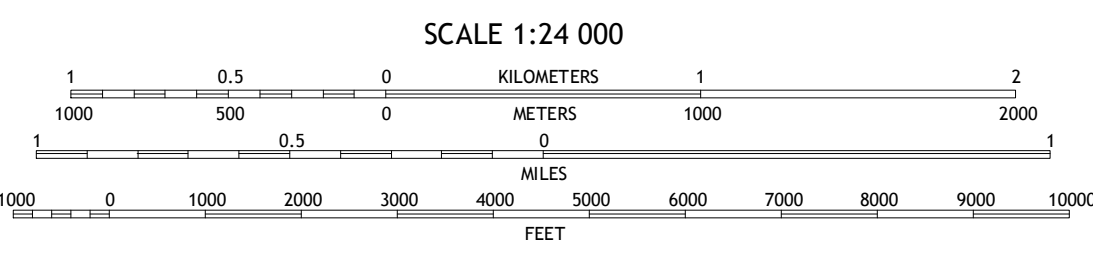 SCALE 1:24 000
1 0.5 0 KILOMETERS 1 2
1000 500 0 METERS 1000 2000
1 0.5 0 1
MILES
1000 0 1000 2000 3000 4000 5000 6000 7000 8000 9000 10000
FEET